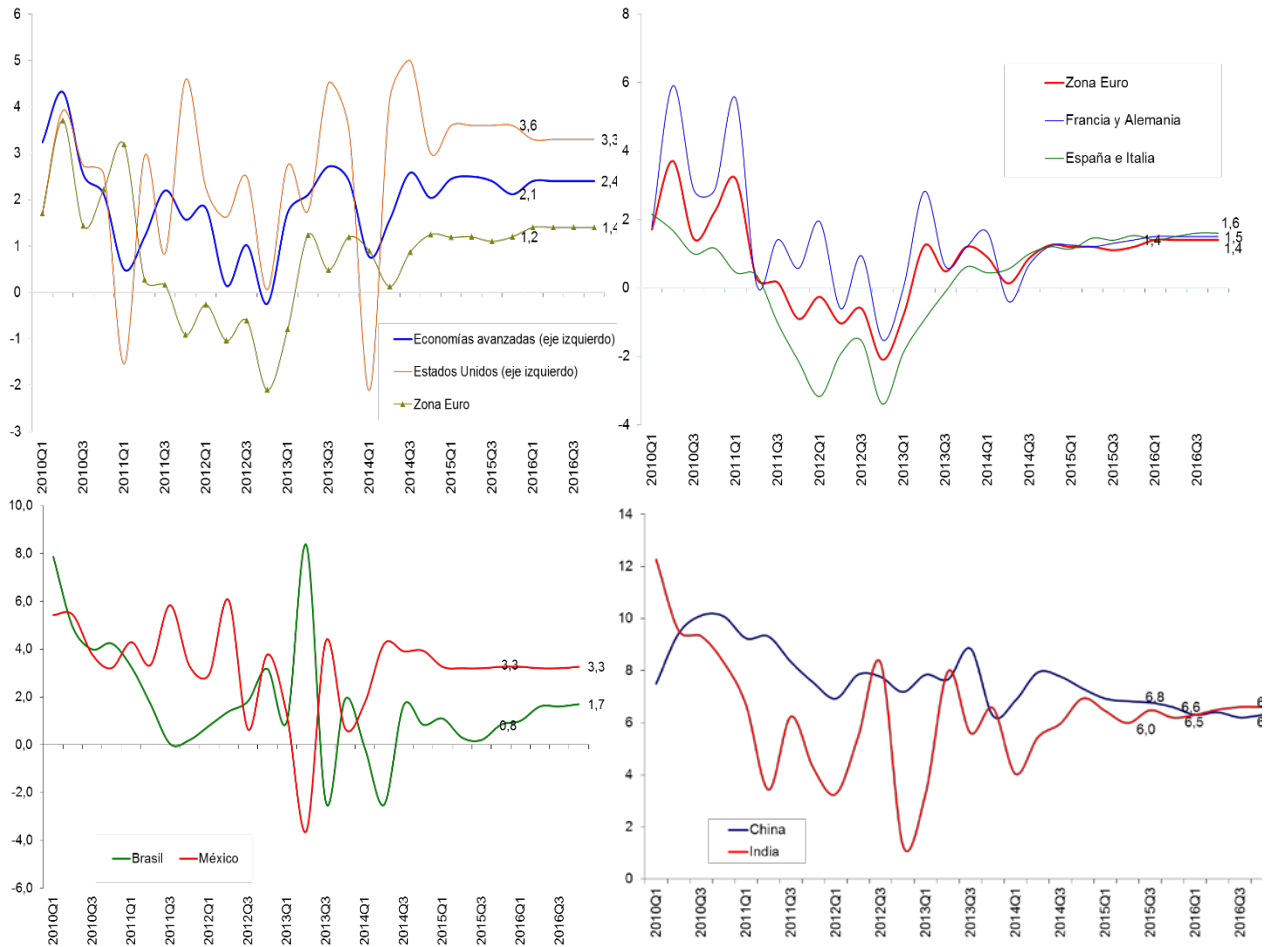 6
5
4
3
2
1
0
-1
-2
-3
3,6
3,3
2,4
2,1
1,4
1,2
Economías avanzadas (eje izquierdo)
Estados Unidos (eje izquierdo)
Zona Euro
2010Q1
2010Q3
2011Q1
2011Q3
2012Q1
2012Q3
2013Q1
2013Q3
2014Q1
2014Q3
2015Q1
2015Q3
2016Q1
2016Q3
8
6
4
2
0
-2
-4
Zona Euro
Francia y Alemania
España e Italia
1,6
1,4
1,5
1,4
2010Q1
2010Q3
2011Q1
2011Q3
2012Q1
2012Q3
2013Q1
2013Q3
2014Q1
2014Q3
2015Q1
2015Q3
2016Q1
2016Q3
10,0
8,0
6,0
4,0
2,0
0,0
-2,0
-4,0
-6,0
3,3
3,3
1,7
0,8
Brasil
México
2010Q1
2010Q3
2011Q1
2011Q3
2012Q1
2012Q3
2013Q1
2013Q3
2014Q1
2014Q3
2015Q1
2015Q3
2016Q1
2016Q3
14
12
10
8
6
4
2
0
6,8
6,6
6,5
6,0
China
India
2010Q1
2010Q3
2011Q1
2011Q3
2012Q1
2012Q3
2013Q1
2013Q3
2014Q1
2014Q3
2015Q1
2015Q3
2016Q1
2016Q3